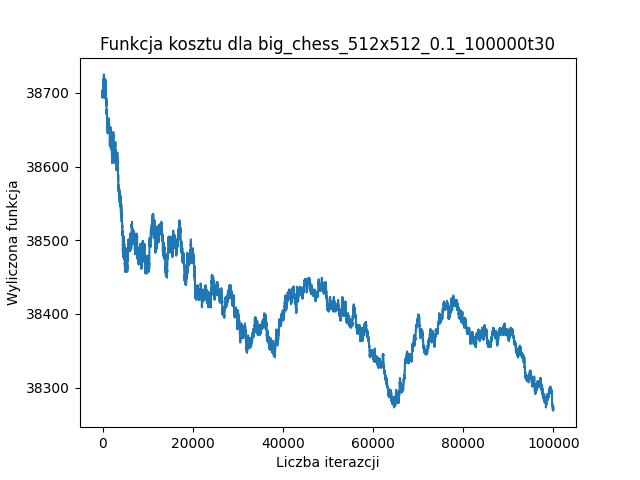 Funkcja kosztu dla big_chess_512x512_0.1_100000t30
Wyliczona funkcja
38700
38600
38500
38400
38300
0 20000 40000 60000 80000 100000
Liczba iterazcji